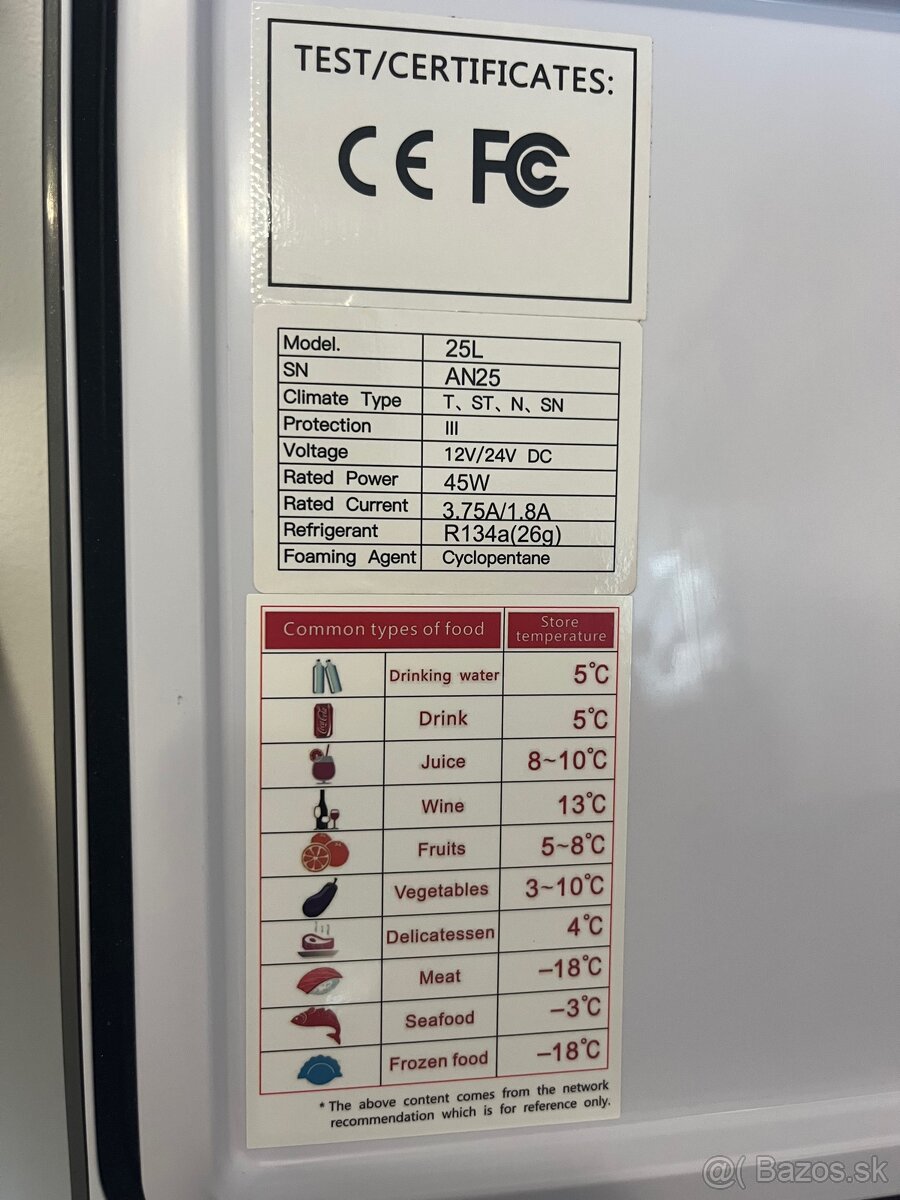 TEST/CERTIFICATES:
CE FCC
Model. 25L
SN AN25
Climate Type T、ST、N、SN
Protection III
Voltage 12V/24V DC
Rated Power 45W
Rated Current 3.75A/1.8A
Refrigerant R134a(26g)
Foaming Agent Cyclopentane
Common types of food Store temperature
Drinking water 5℃
Coca-Cola
Drink 5℃
Juice 8~10℃
Wine 13℃
Fruits 5~8℃
Vegetables 3~10℃
Delicatessen 4℃
Meat –18℃
Seafood –3℃
Frozen food –18℃
* The above content comes from the network
recommendation which is for reference only.
@( Bazos.sk